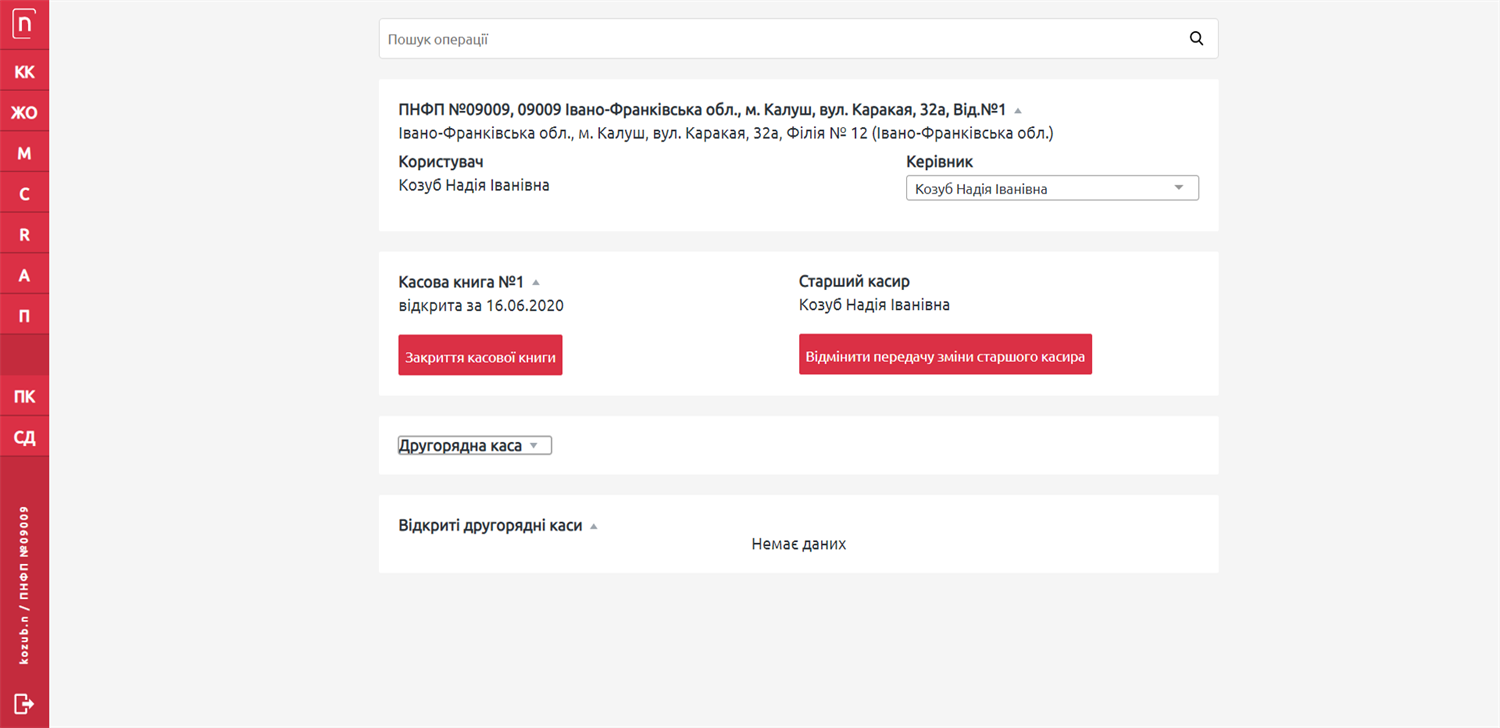 n
КК
ЖО
М
С
R
А
П
ПК
СД
kozub.n / ПНФП №09009
Пошук операції
ПНФП №09009, 09009 Івано-Франківська обл., м. Калуш, вул. Каракая, 32а, Від.№1
Івано-Франківська обл., м. Калуш, вул. Каракая, 32а, Філія № 12 (Івано-Франківська обл.)
Користувач
Козуб Надія Іванівна
Керівник
Козуб Надія Іванівна
Касова книга №1
відкрита за 16.06.2020
Закриття касової книги
Старший касир
Козуб Надія Іванівна
Відмінити передачу зміни старшого касира
Другорядна каса
Відкриті другорядні каси
Немає даних